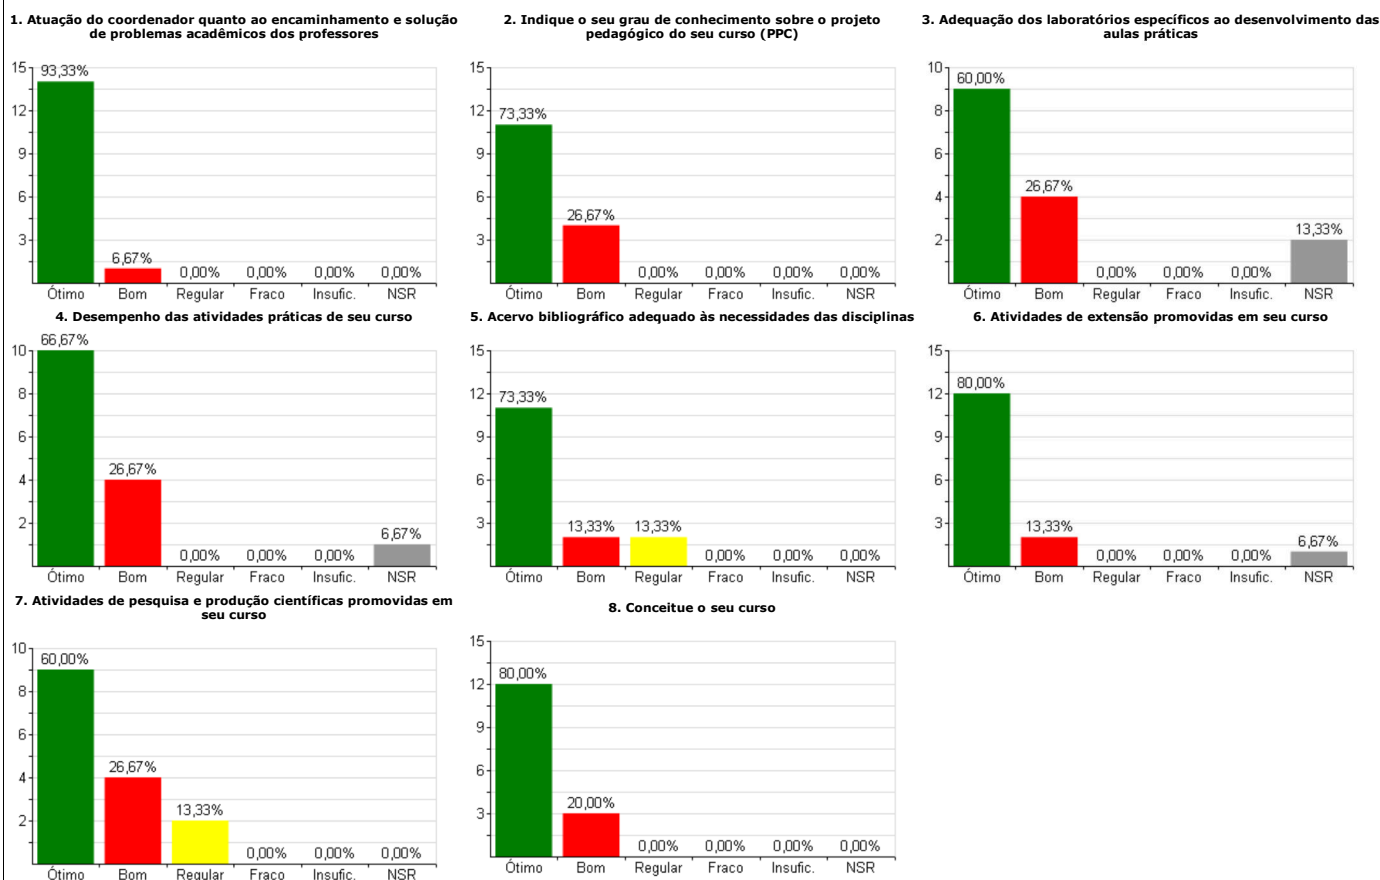 1. Atuação do coordenador quanto ao encaminhamento e solução
de problemas acadêmicos dos professores
15
12
9
6
3
93,33%
6,67%
0,00%
0,00%
0,00%
0,00%
Ótimo
Bom
Regular
Fraco
Insufic.
NSR
2. Indique o seu grau de conhecimento sobre o projeto
pedagógico do seu curso (PPC)
15
12
9
6
3
73,33%
26,67%
0,00%
0,00%
0,00%
0,00%
Ótimo
Bom
Regular
Fraco
Insufic.
NSR
3. Adequação dos laboratórios específicos ao desenvolvimento das
aulas práticas
10
8
6
4
2
60,00%
26,67%
0,00%
0,00%
0,00%
13,33%
Ótimo
Bom
Regular
Fraco
Insufic.
NSR
4. Desempenho das atividades práticas de seu curso
10
8
6
4
2
66,67%
26,67%
0,00%
0,00%
0,00%
6,67%
Ótimo
Bom
Regular
Fraco
Insufic.
NSR
5. Acervo bibliográfico adequado às necessidades das disciplinas
15
12
9
6
3
73,33%
13,33%
13,33%
0,00%
0,00%
0,00%
Ótimo
Bom
Regular
Fraco
Insufic.
NSR
6. Atividades de extensão promovidas em seu curso
15
12
9
6
3
80,00%
13,33%
0,00%
0,00%
0,00%
6,67%
Ótimo
Bom
Regular
Fraco
Insufic.
NSR
7. Atividades de pesquisa e produção científicas promovidas em
seu curso
10
8
6
4
2
60,00%
26,67%
13,33%
0,00%
0,00%
0,00%
Ótimo
Bom
Regular
Fraco
Insufic.
NSR
8. Conceitue o seu curso
15
12
9
6
3
80,00%
20,00%
0,00%
0,00%
0,00%
0,00%
Ótimo
Bom
Regular
Fraco
Insufic.
NSR